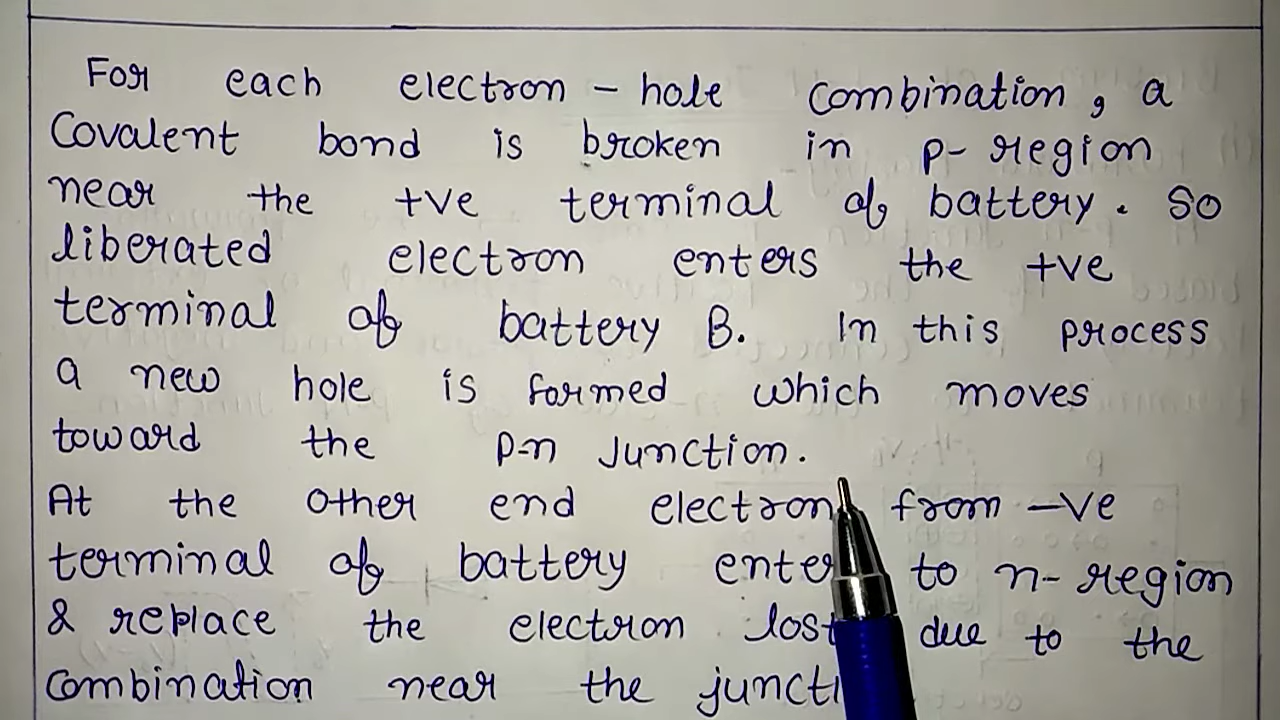 For each electron - hole combination, a
Covalent bond is broken in p- region
near the +ve terminal of battery. So
liberated electron enters the +ve
terminal of battery B. In this process
a new hole is formed which moves
toward the p-n Junction.
At the other end electron from -ve
terminal of battery enter to n- region
& replace the electron lost due to the
combination near the